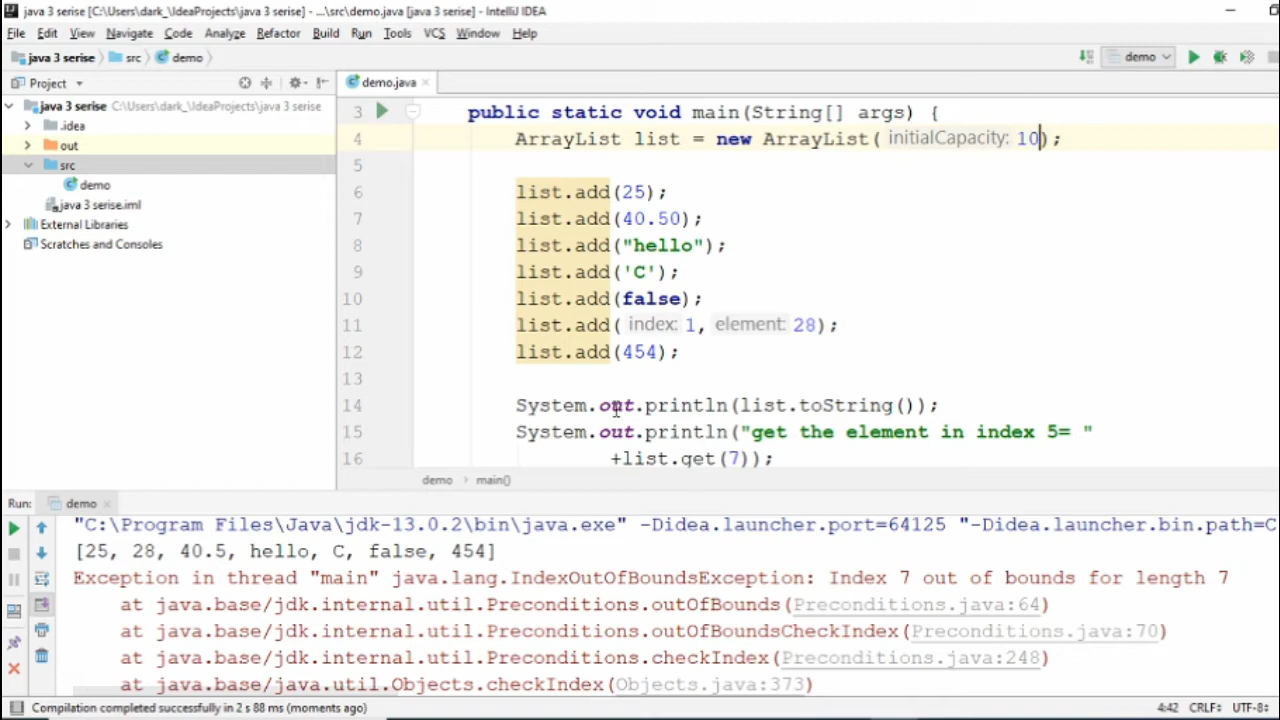 java 3 serise [C:\Users\dark_\IdeaProjects\java 3 serise] - ...\src\demo.java [java 3 serise] - IntelliJ IDEA
File Edit View Navigate Code Analyze Refactor Build Run Tools VCS Window Help
java 3 serise src demo
demo
Project
demo.java
java 3 serise C:\Users\dark_\IdeaProjects\java 3 serise
.idea
out
src
demo
java 3 serise.iml
External Libraries
Scratches and Consoles
3 public static void main(String[] args) {
4 ArrayList list = new ArrayList( initialCapacity: 10);
5
6 list.add(25);
7 list.add(40.50);
8 list.add("hello");
9 list.add('C');
10 list.add(false);
11 list.add( index: 1, element: 28);
12 list.add(454);
13
14 System.out.println(list.toString());
15 System.out.println("get the element in index 5= "
16 +list.get(7));
demo main()
Run: demo
"C:\Program Files\Java\jdk-13.0.2\bin\java.exe" -Didea.launcher.port=64125 "-Didea.launcher.bin.path=C
[25, 28, 40.5, hello, C, false, 454]
Exception in thread "main" java.lang.IndexOutOfBoundsException: Index 7 out of bounds for length 7
at java.base/jdk.internal.util.Preconditions.outOfBounds(Preconditions.java:64)
at java.base/jdk.internal.util.Preconditions.outOfBoundsCheckIndex(Preconditions.java:70)
at java.base/jdk.internal.util.Preconditions.checkIndex(Preconditions.java:248)
at java.base/java.util.Objects.checkIndex(Objects.java:373)
Compilation completed successfully in 2 s 88 ms (moments ago)
4:42 CRLF UTF-8